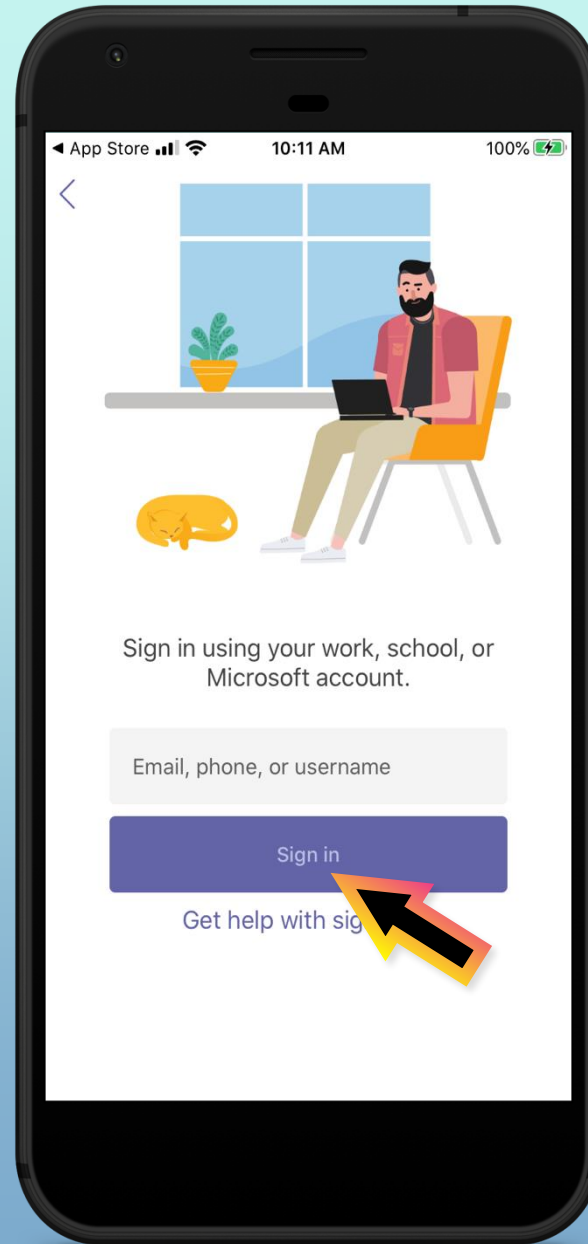 App Store 10:11 AM 100%
Sign in using your work, school, or
Microsoft account.
Email, phone, or username
Sign in
Get help with sig